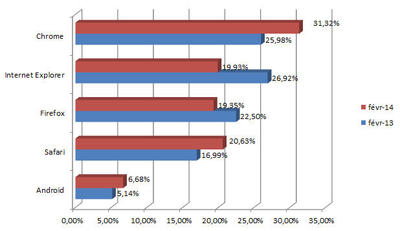 Chrome
31,32%
25,98%
Internet Explorer
19,93%
26,92%
Firefox
19,35%
22,50%
Safari
20,63%
16,99%
Android
6,68%
5,14%
févr-14
févr-13
0,00% 5,00% 10,00% 15,00% 20,00% 25,00% 30,00% 35,00%